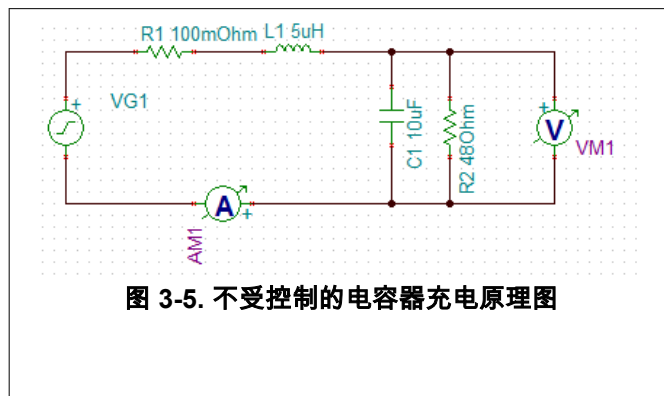 R1 100mOhm L1 5uH
VG1
C1 10uF
R2 48Ohm
V
VM1
A
AM1
图 3-5. 不受控制的电容器充电原理图